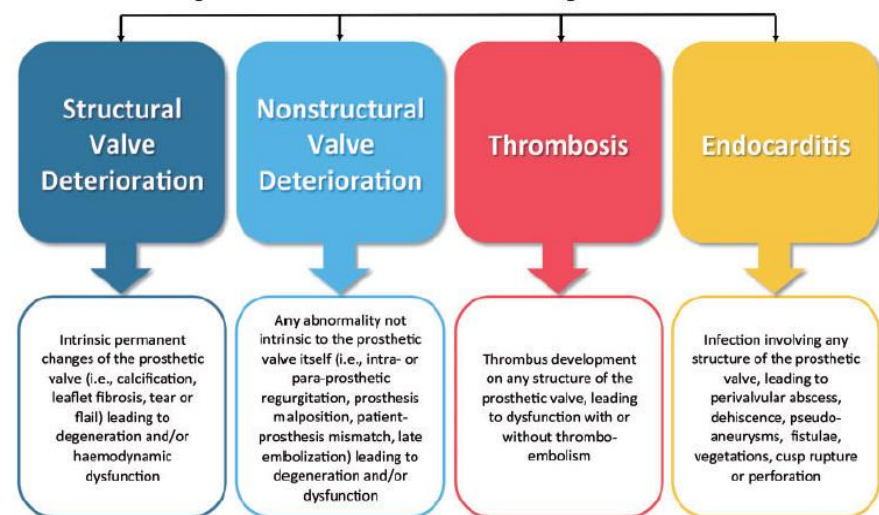 Structural
Valve
Deterioration
Nonstructural
Valve
Deterioration
Thrombosis
Endocarditis
Intrinsic permanent
changes of the prosthetic
valve (i.e., calcification,
leaflet fibrosis, tear or
flail) leading to
degeneration and/or
haemodynamic
dysfunction
Any abnormality not
intrinsic to the prosthetic
valve itself (i.e., intra- or
para-prosthetic
regurgitation, prosthesis
malposition, patient-
prosthesis mismatch, late
embolization) leading to
degeneration and/or
dysfunction
Thrombus development
on any structure of the
prosthetic valve, leading
to dysfunction with or
without thrombo-
embolism
Infection involving any
structure of the prosthetic
valve, leading to
perivalvular abscess,
dehiscence, pseudo-
aneurysms, fistulae,
vegetations, cusp rupture
or perforation